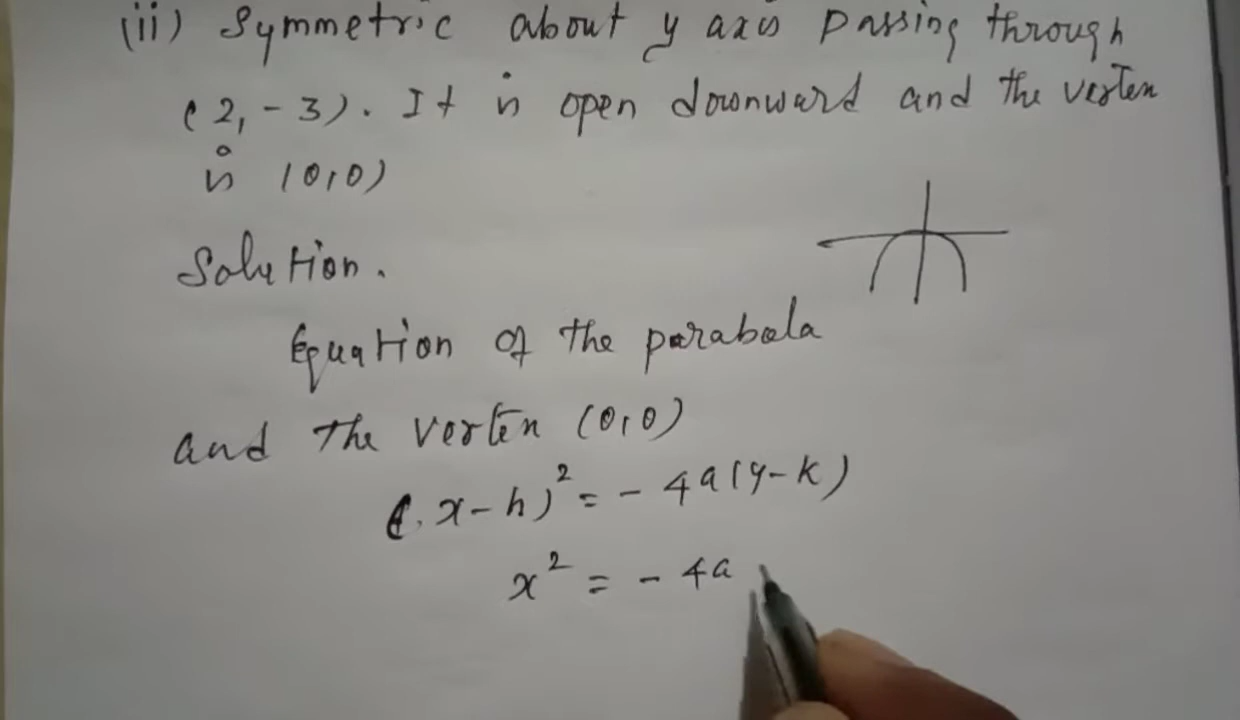 (ii) Symmetric about y axis passing through
(2, -3). It is open downward and the vertex
is (0,0)
Solution.
Equation of the parabola
and the vertex (0,0)
(x-h)² = -4a(y-k)
x² = -4a